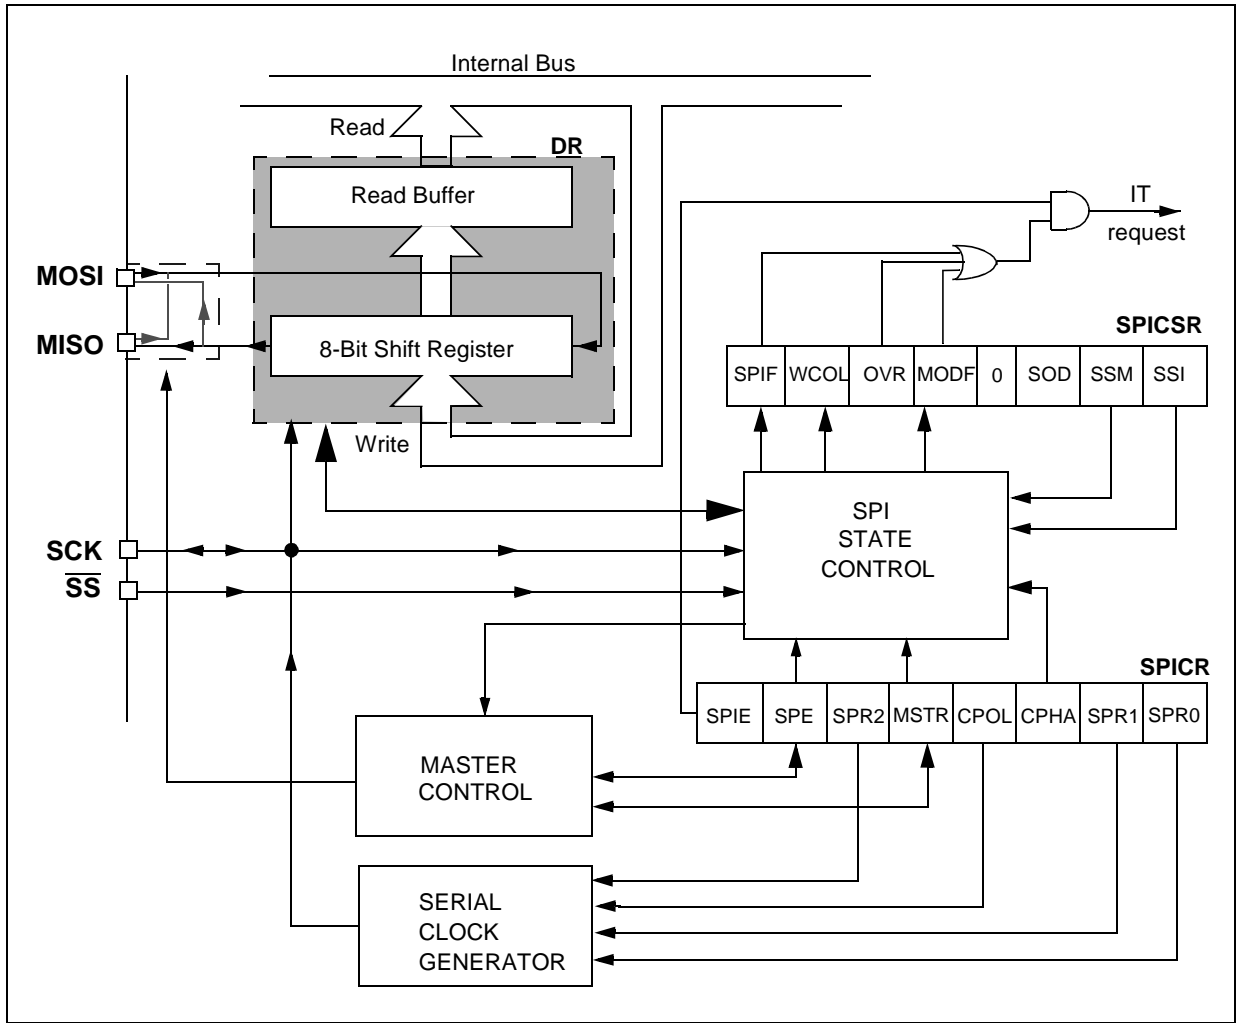 Internal Bus
Read
DR
Read Buffer
IT
request
MOSI
MISO
8-Bit Shift Register
SPICSR
SPIF WCOL OVR MODF 0 SOD SSM SSI
Write
SPI
STATE
CONTROL
SCK
SS
SPICR
SPIE SPE SPR2 MSTR CPOL CPHA SPR1 SPR0
MASTER
CONTROL
SERIAL
CLOCK
GENERATOR